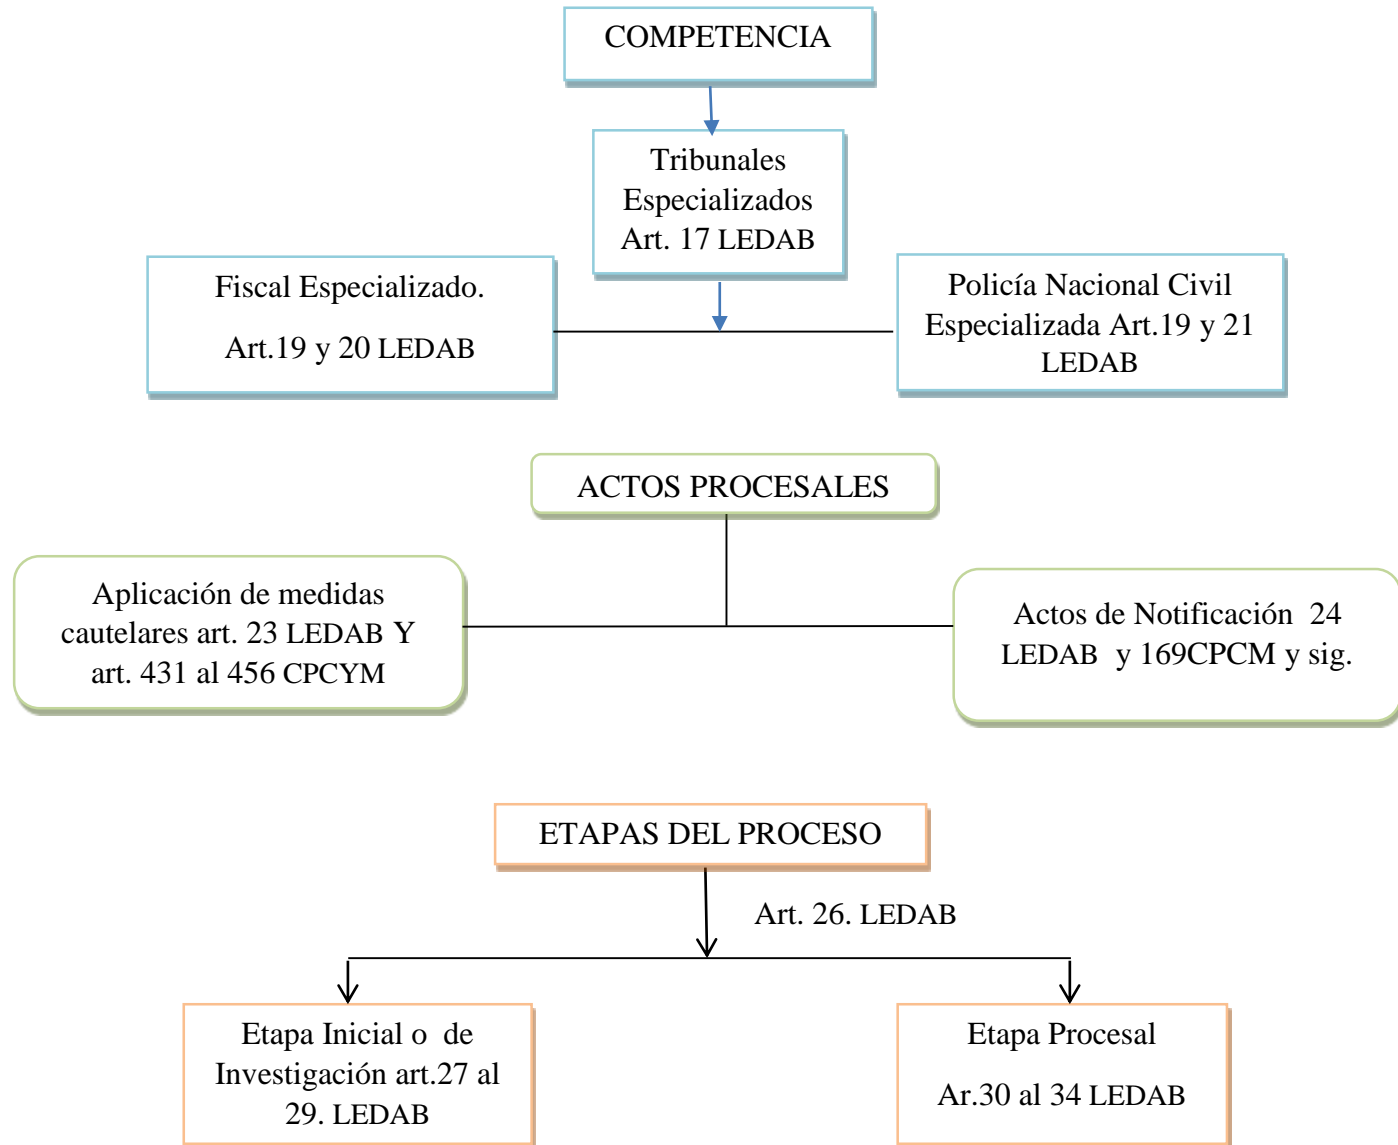 COMPETENCIA
Tribunales
Especializados
Art. 17 LEDAB
Fiscal Especializado.
Art.19 y 20 LEDAB
Policía Nacional Civil
Especializada Art.19 y 21
LEDAB
ACTOS PROCESALES
Aplicación de medidas
cautelares art. 23 LEDAB Y
art. 431 al 456 CPCYM
Actos de Notificación  24
LEDAB  y 169CPCM y sig.
ETAPAS DEL PROCESO
Art. 26. LEDAB
Etapa Inicial o  de
Investigación art.27 al
29. LEDAB
Etapa Procesal
Ar.30 al 34 LEDAB